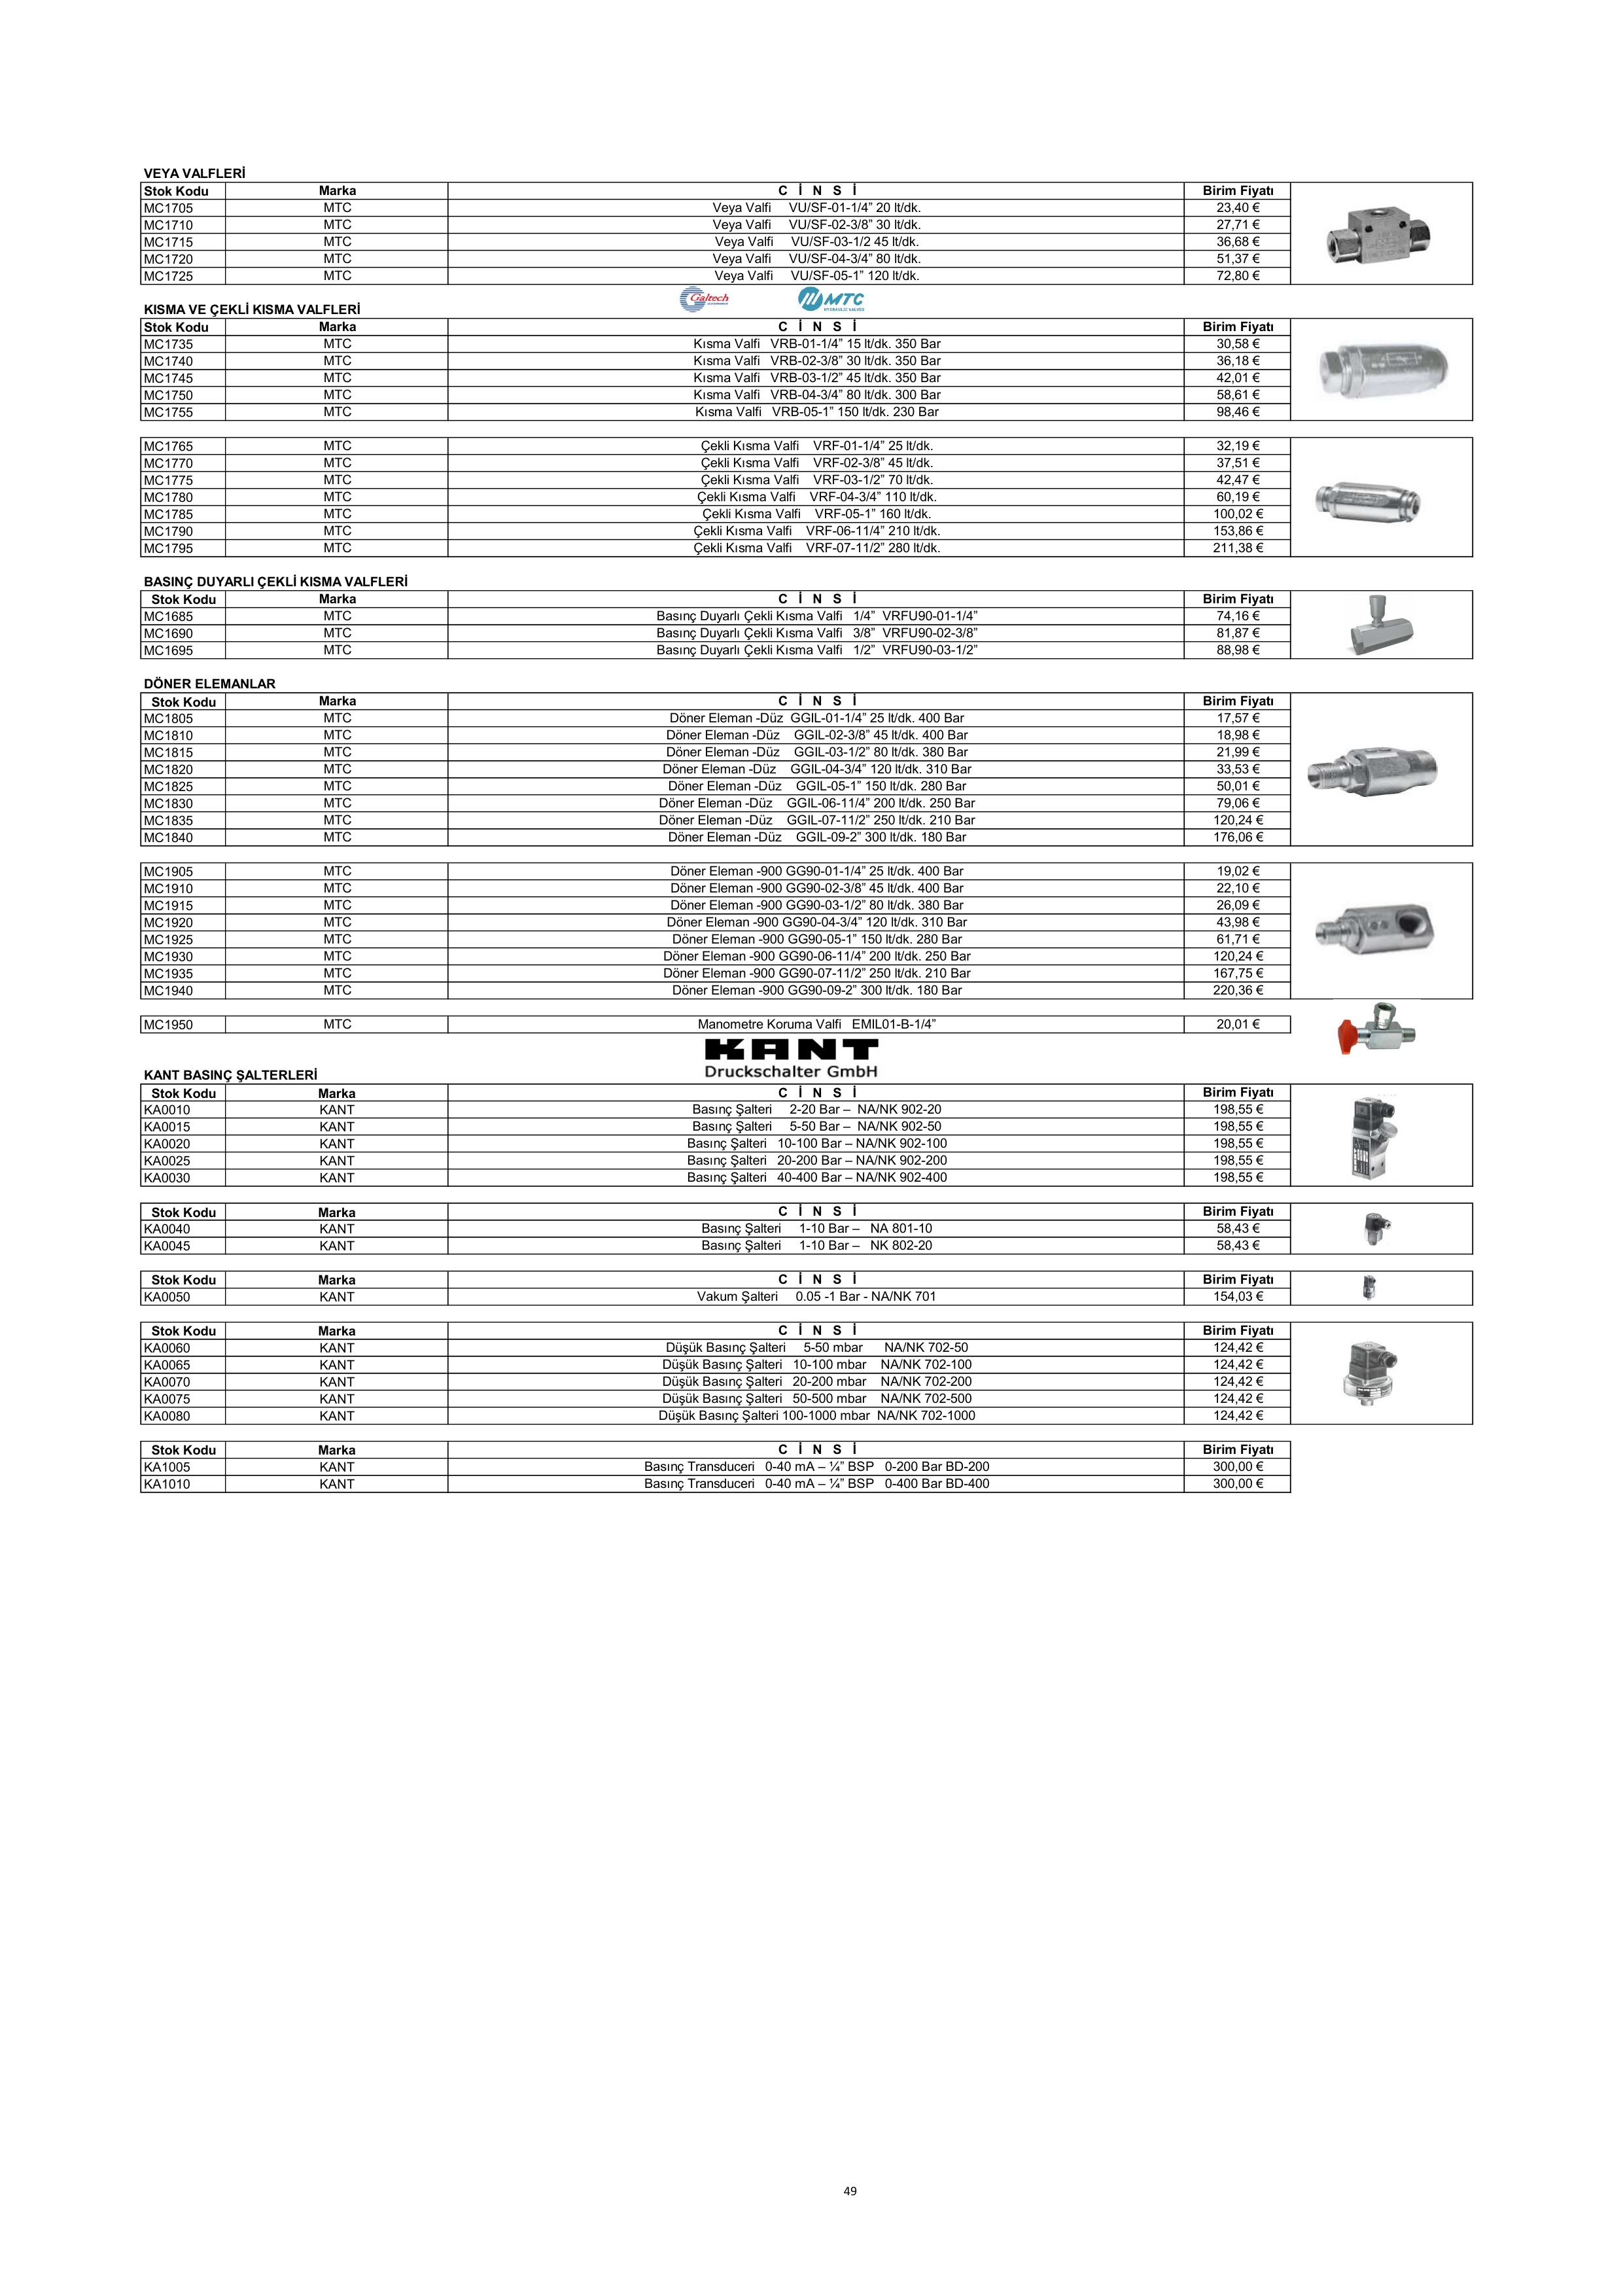 VEYA VALFLERİ
Stok Kodu Marka C İ N S İ Birim Fiyatı
MC1705 MTC Veya Valfi VU/SF-01-1/4” 20 lt/dk. 23,40 €
MC1710 MTC Veya Valfi VU/SF-02-3/8” 30 lt/dk. 27,71 €
MC1715 MTC Veya Valfi VU/SF-03-1/2 45 lt/dk. 36,68 €
MC1720 MTC Veya Valfi VU/SF-04-3/4” 80 lt/dk. 51,37 €
MC1725 MTC Veya Valfi VU/SF-05-1” 120 lt/dk. 72,80 €
Galtech MTC
HYDRAULIC VALVES
KISMA VE ÇEKLİ KISMA VALFLERİ
Stok Kodu Marka C İ N S İ Birim Fiyatı
MC1735 MTC Kısma Valfi VRB-01-1/4” 15 lt/dk. 350 Bar 30,58 €
MC1740 MTC Kısma Valfi VRB-02-3/8” 30 lt/dk. 350 Bar 36,18 €
MC1745 MTC Kısma Valfi VRB-03-1/2” 45 lt/dk. 350 Bar 42,01 €
MC1750 MTC Kısma Valfi VRB-04-3/4” 80 lt/dk. 300 Bar 58,61 €
MC1755 MTC Kısma Valfi VRB-05-1” 150 lt/dk. 230 Bar 98,46 €
MC1765 MTC Çekli Kısma Valfi VRF-01-1/4” 25 lt/dk. 32,19 €
MC1770 MTC Çekli Kısma Valfi VRF-02-3/8” 45 lt/dk. 37,51 €
MC1775 MTC Çekli Kısma Valfi VRF-03-1/2” 70 lt/dk. 42,47 €
MC1780 MTC Çekli Kısma Valfi VRF-04-3/4” 110 lt/dk. 60,19 €
MC1785 MTC Çekli Kısma Valfi VRF-05-1” 160 lt/dk. 100,02 €
MC1790 MTC Çekli Kısma Valfi VRF-06-11/4” 210 lt/dk. 153,86 €
MC1795 MTC Çekli Kısma Valfi VRF-07-11/2” 280 lt/dk. 211,38 €
BASINÇ DUYARLI ÇEKLİ KISMA VALFLERİ
Stok Kodu Marka C İ N S İ Birim Fiyatı
MC1685 MTC Basınç Duyarlı Çekli Kısma Valfi 1/4” VRFU90-01-1/4” 74,16 €
MC1690 MTC Basınç Duyarlı Çekli Kısma Valfi 3/8” VRFU90-02-3/8” 81,87 €
MC1695 MTC Basınç Duyarlı Çekli Kısma Valfi 1/2” VRFU90-03-1/2” 88,98 €
DÖNER ELEMANLAR
Stok Kodu Marka C İ N S İ Birim Fiyatı
MC1805 MTC Döner Eleman -Düz GGIL-01-1/4” 25 lt/dk. 400 Bar 17,57 €
MC1810 MTC Döner Eleman -Düz GGIL-02-3/8” 45 lt/dk. 400 Bar 18,98 €
MC1815 MTC Döner Eleman -Düz GGIL-03-1/2” 80 lt/dk. 380 Bar 21,99 €
MC1820 MTC Döner Eleman -Düz GGIL-04-3/4” 120 lt/dk. 310 Bar 33,53 €
MC1825 MTC Döner Eleman -Düz GGIL-05-1” 150 lt/dk. 280 Bar 50,01 €
MC1830 MTC Döner Eleman -Düz GGIL-06-11/4” 200 lt/dk. 250 Bar 79,06 €
MC1835 MTC Döner Eleman -Düz GGIL-07-11/2” 250 lt/dk. 210 Bar 120,24 €
MC1840 MTC Döner Eleman -Düz GGIL-09-2” 300 lt/dk. 180 Bar 176,06 €
MC1905 MTC Döner Eleman -900 GG90-01-1/4” 25 lt/dk. 400 Bar 19,02 €
MC1910 MTC Döner Eleman -900 GG90-02-3/8” 45 lt/dk. 400 Bar 22,10 €
MC1915 MTC Döner Eleman -900 GG90-03-1/2” 80 lt/dk. 380 Bar 26,09 €
MC1920 MTC Döner Eleman -900 GG90-04-3/4” 120 lt/dk. 310 Bar 43,98 €
MC1925 MTC Döner Eleman -900 GG90-05-1” 150 lt/dk. 280 Bar 61,71 €
MC1930 MTC Döner Eleman -900 GG90-06-11/4” 200 lt/dk. 250 Bar 120,24 €
MC1935 MTC Döner Eleman -900 GG90-07-11/2” 250 lt/dk. 210 Bar 167,75 €
MC1940 MTC Döner Eleman -900 GG90-09-2” 300 lt/dk. 180 Bar 220,36 €
MC1950 MTC Manometre Koruma Valfi EMIL01-B-1/4” 20,01 €
KANT
Druckschalter GmbH
KANT BASINÇ ŞALTERLERİ
Stok Kodu Marka C İ N S İ Birim Fiyatı
KA0010 KANT Basınç Şalteri 2-20 Bar – NA/NK 902-20 198,55 €
KA0015 KANT Basınç Şalteri 5-50 Bar – NA/NK 902-50 198,55 €
KA0020 KANT Basınç Şalteri 10-100 Bar – NA/NK 902-100 198,55 €
KA0025 KANT Basınç Şalteri 20-200 Bar – NA/NK 902-200 198,55 €
KA0030 KANT Basınç Şalteri 40-400 Bar – NA/NK 902-400 198,55 €
Stok Kodu Marka C İ N S İ Birim Fiyatı
KA0040 KANT Basınç Şalteri 1-10 Bar – NA 801-10 58,43 €
KA0045 KANT Basınç Şalteri 1-10 Bar – NK 802-20 58,43 €
Stok Kodu Marka C İ N S İ Birim Fiyatı
KA0050 KANT Vakum Şalteri 0.05 -1 Bar - NA/NK 701 154,03 €
Stok Kodu Marka C İ N S İ Birim Fiyatı
KA0060 KANT Düşük Basınç Şalteri 5-50 mbar NA/NK 702-50 124,42 €
KA0065 KANT Düşük Basınç Şalteri 10-100 mbar NA/NK 702-100 124,42 €
KA0070 KANT Düşük Basınç Şalteri 20-200 mbar NA/NK 702-200 124,42 €
KA0075 KANT Düşük Basınç Şalteri 50-500 mbar NA/NK 702-500 124,42 €
KA0080 KANT Düşük Basınç Şalteri 100-1000 mbar NA/NK 702-1000 124,42 €
Stok Kodu Marka C İ N S İ Birim Fiyatı
KA1005 KANT Basınç Transduceri 0-40 mA – ¼” BSP 0-200 Bar BD-200 300,00 €
KA1010 KANT Basınç Transduceri 0-40 mA – ¼” BSP 0-400 Bar BD-400 300,00 €
49